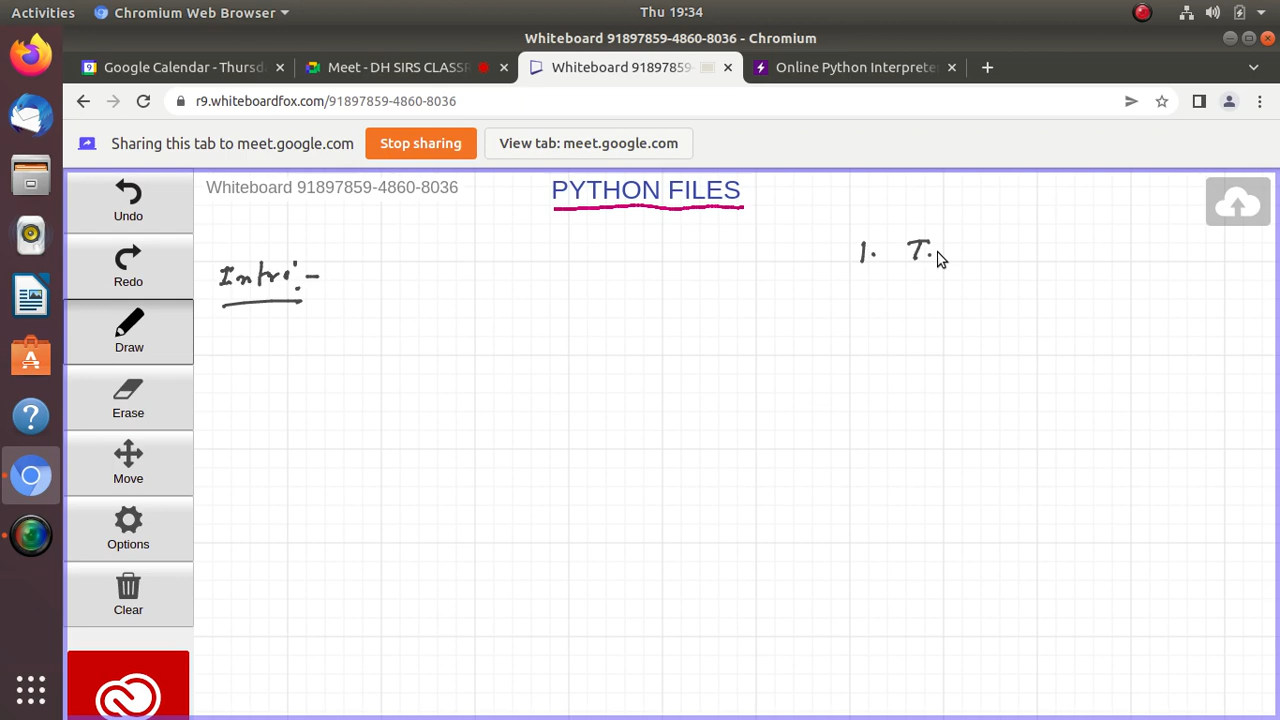 Activities Chromium Web Browser Thu 19:34
Whiteboard 91897859-4860-8036 - Chromium
Google Calendar - Thursd Meet - DH SIRS CLASSR Whiteboard 91897859- Online Python Interprete
r9.whiteboardfox.com/91897859-4860-8036
Sharing this tab to meet.google.com Stop sharing View tab: meet.google.com
Whiteboard 91897859-4860-8036 PYTHON FILES
Undo
1. T.
Redo Intro:-
Draw
Erase
Move
Options
Clear